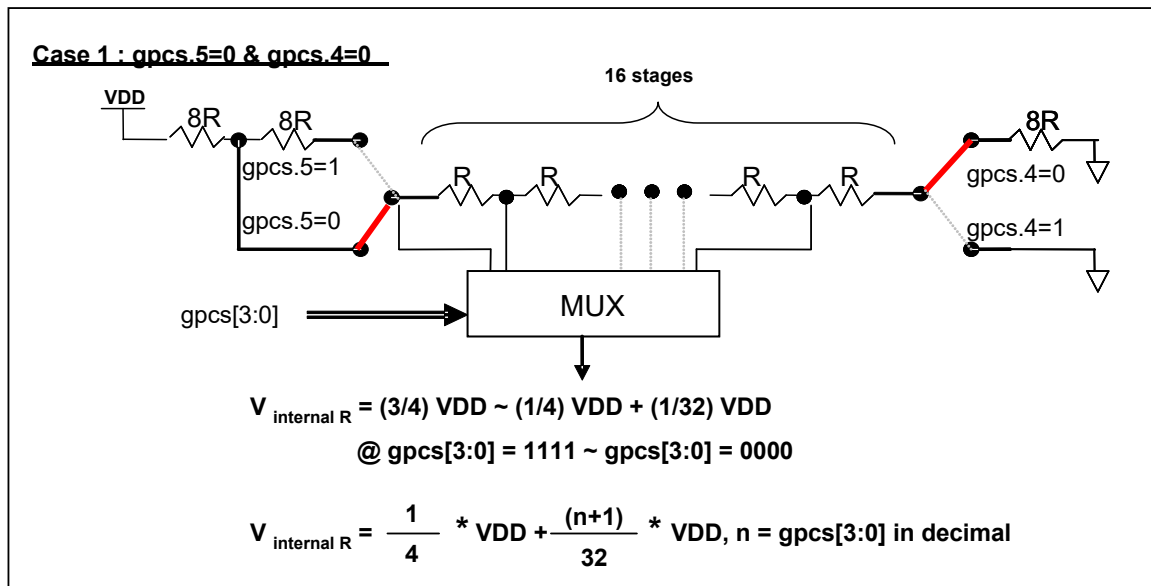 Case 1 : gpcs.5=0 & gpcs.4=0
16 stages
VDD
8R 8R 8R
gpcs.5=1
R R R R
gpcs.4=0
gpcs.5=0
gpcs.4=1
gpcs[3:0]
MUX
V internal R = (3/4) VDD ~ (1/4) VDD + (1/32) VDD
@ gpcs[3:0] = 1111 ~ gpcs[3:0] = 0000
V internal R = 1/4 * VDD + (n+1)/32 * VDD, n = gpcs[3:0] in decimal